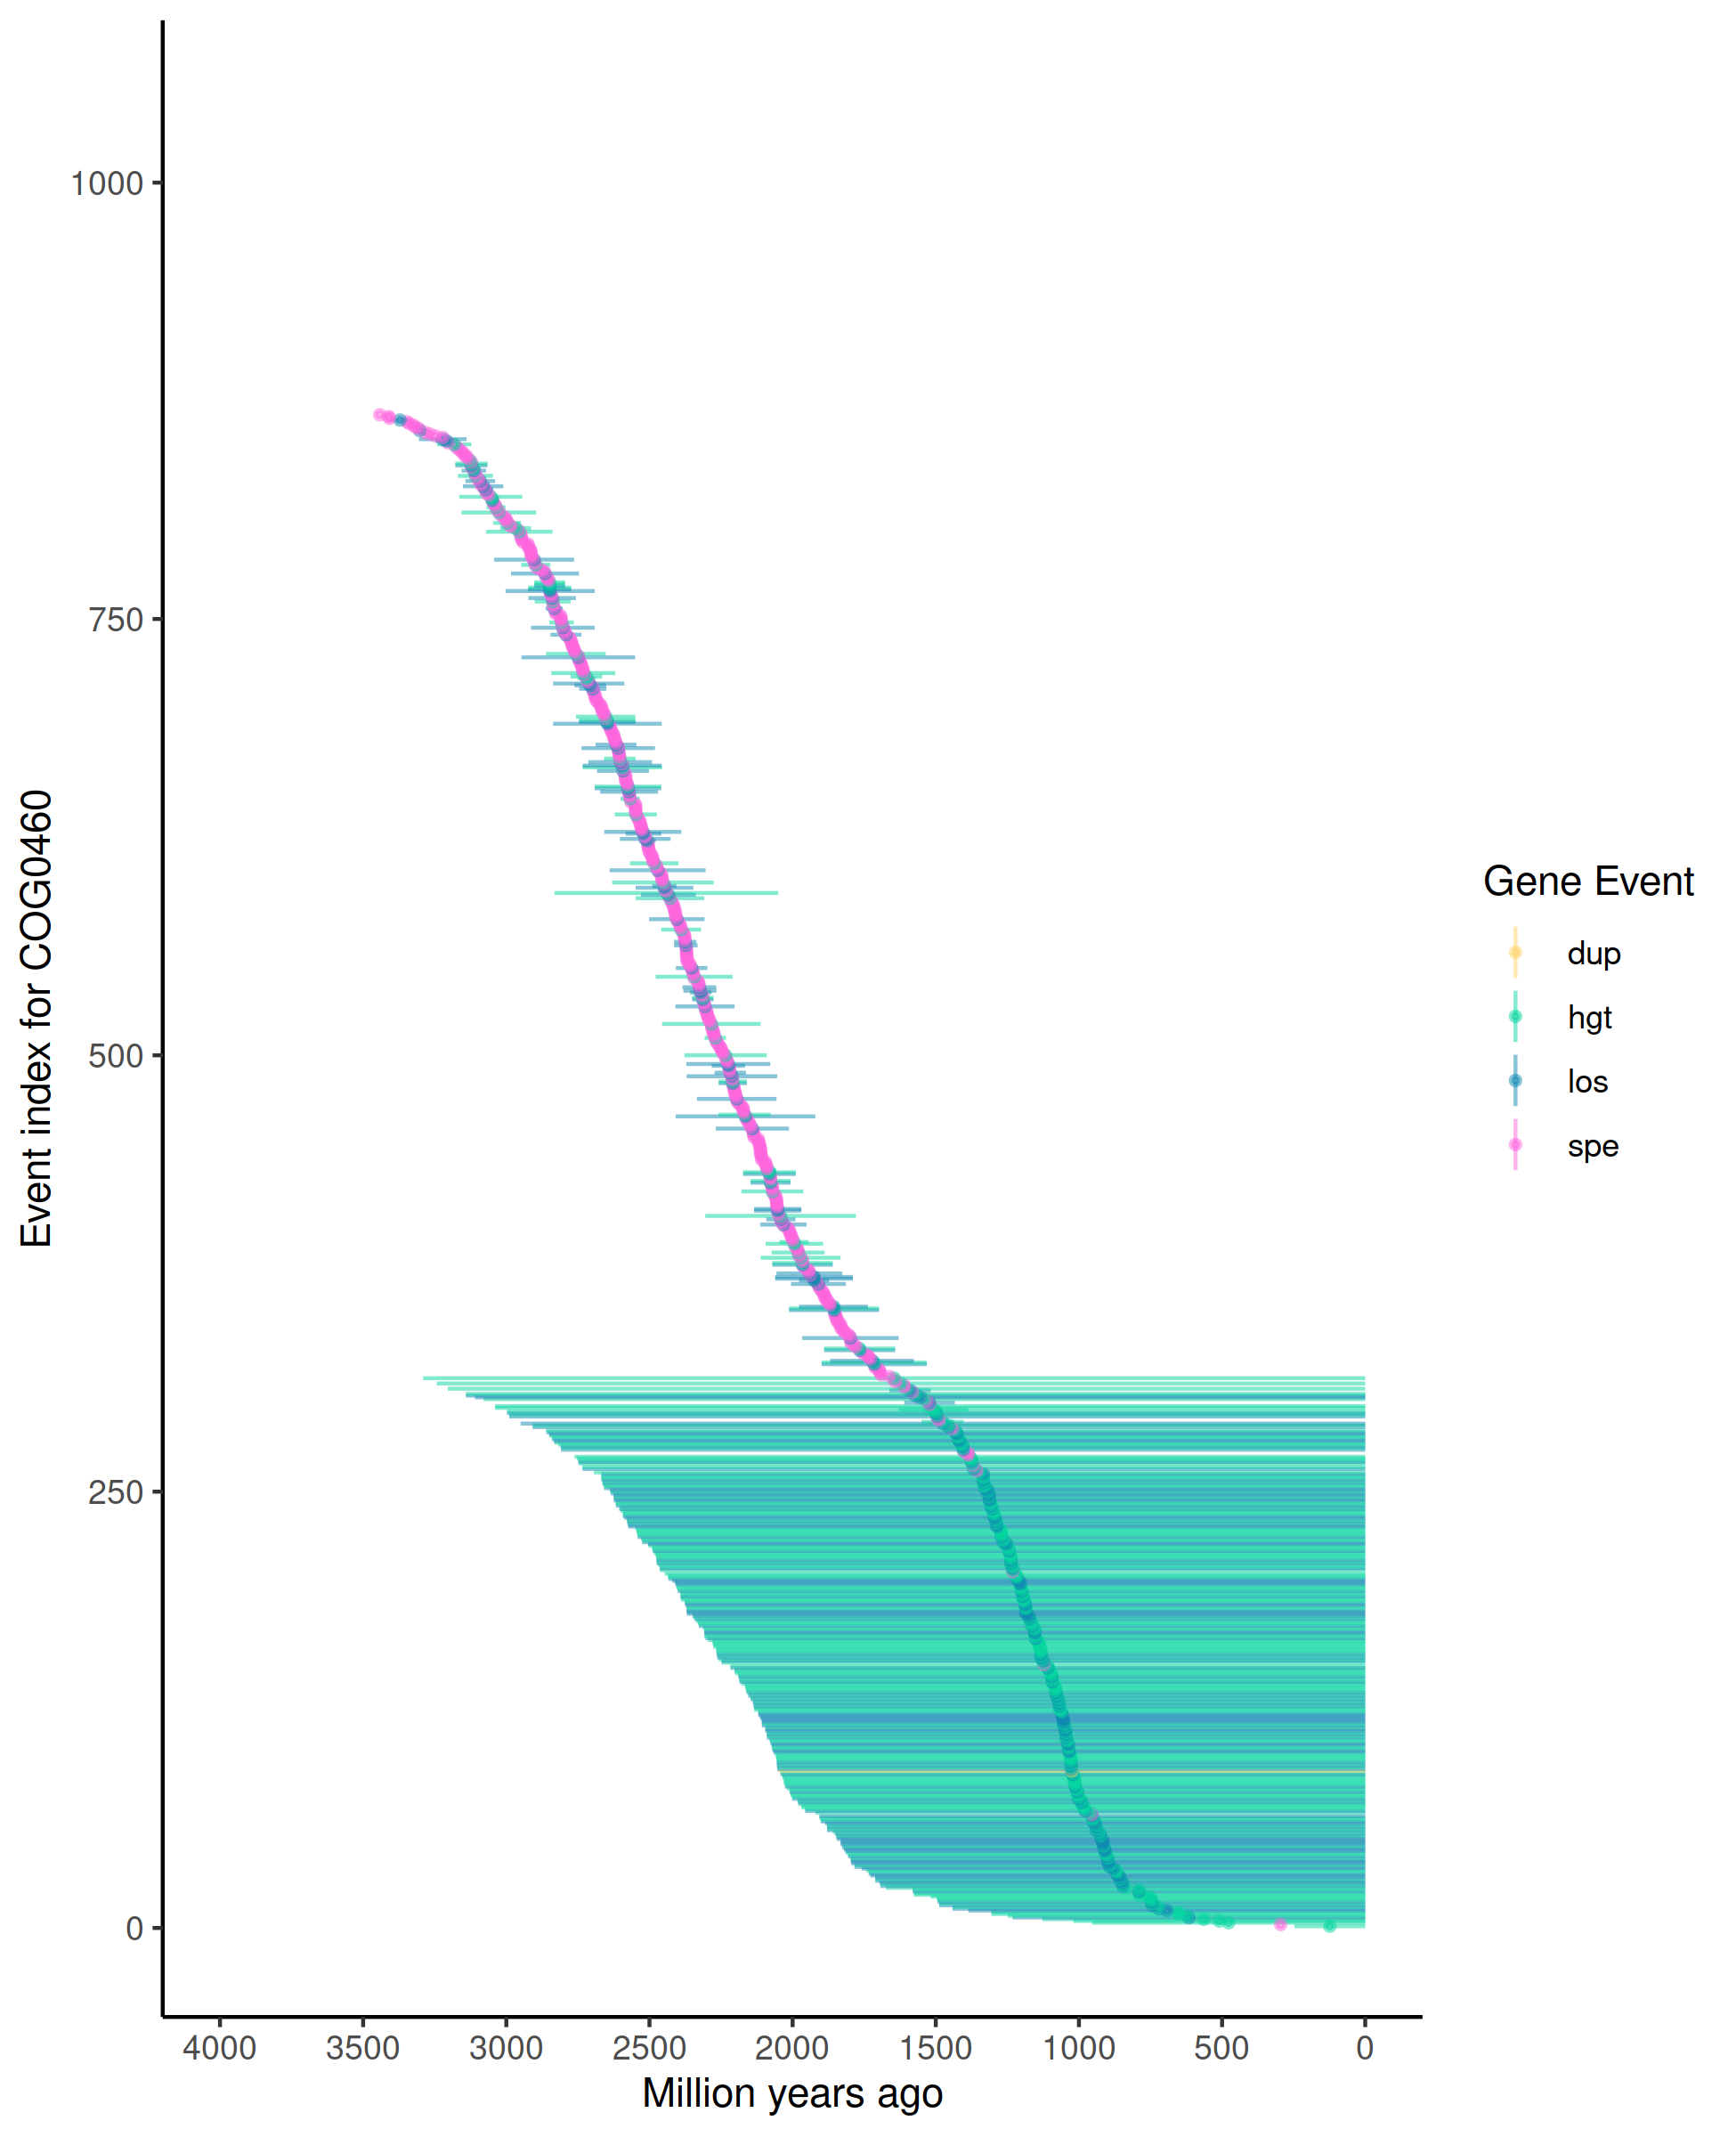 1000
750
500
250
0
Event index for COG0460
4000 3500 3000 2500 2000 1500 1000 500 0
Million years ago
Gene Event
dup
hgt
los
spe